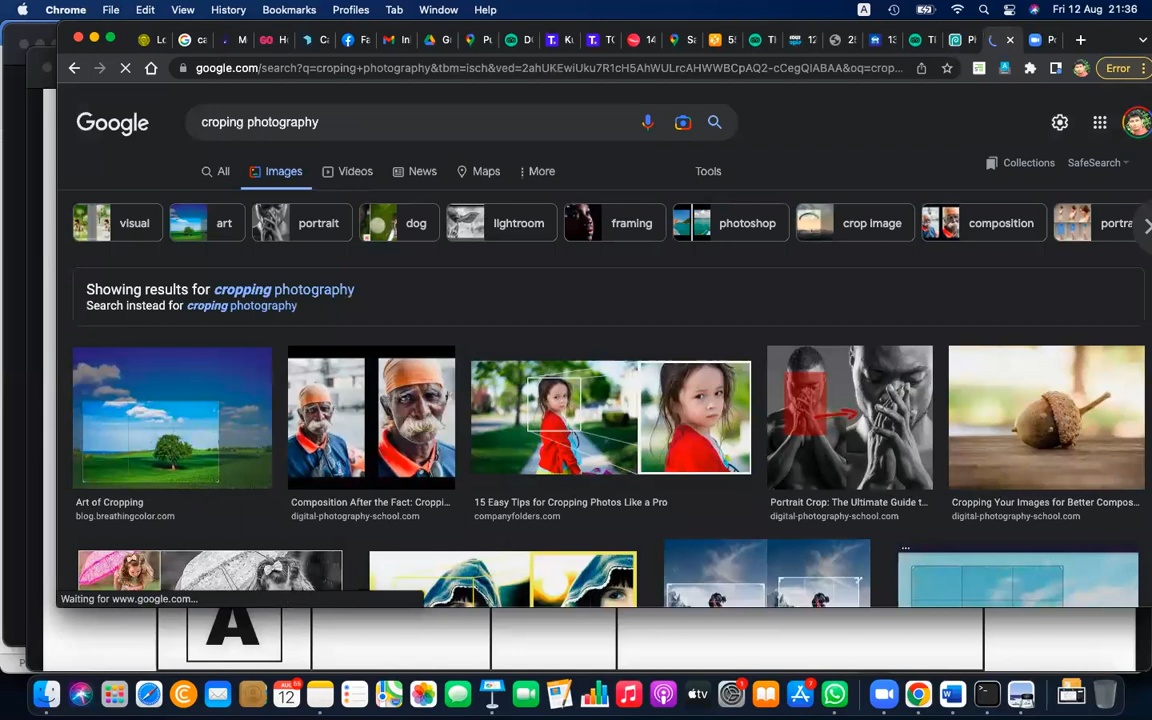 Chrome File Edit View History Bookmarks Profiles Tab Window Help A Fri 12 Aug 21:36
google.com/search?q=croping+photography&tbm=isch&ved=2ahUKEwiUku7R1cH5AhWULrcAHWWBCpAQ2-cCegQIABAA&oq=crop... Error
Google croping photography
Collections SafeSearch
All Images Videos News Maps More Tools
visual art portrait dog lightroom framing photoshop crop image composition portra
Showing results for cropping photography
Search instead for croping photography
Art of Cropping
blog.breathingcolor.com
Composition After the Fact: Croppi...
digital-photography-school.com
15 Easy Tips for Cropping Photos Like a Pro
companyfolders.com
Portrait Crop: The Ultimate Guide t...
digital-photography-school.com
Cropping Your Images for Better Compos...
digital-photography-school.com
Waiting for www.google.com...
A